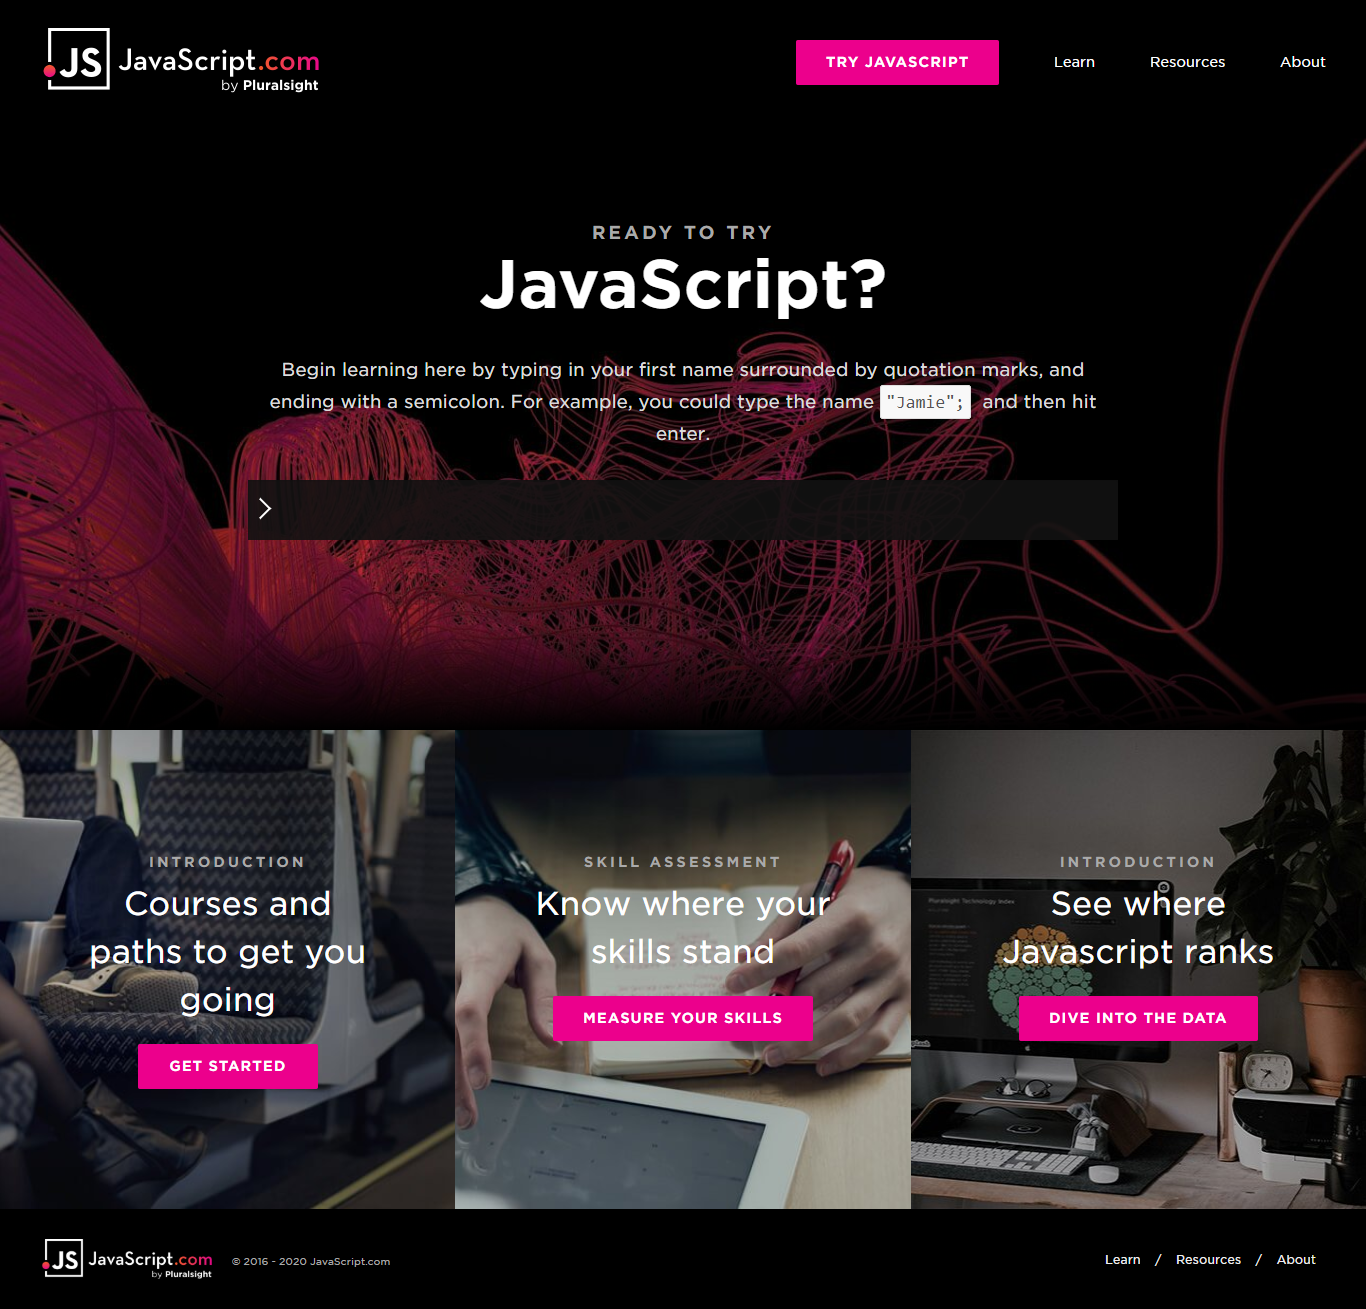 JS JavaScript.com
by Pluralsight
TRY JAVASCRIPT
Learn
Resources
About
READY TO TRY
JavaScript?
Begin learning here by typing in your first name surrounded by quotation marks, and
ending with a semicolon. For example, you could type the name "Jamie"; and then hit
enter.
INTRODUCTION
Courses and
paths to get you
going
GET STARTED
SKILL ASSESSMENT
Know where your
skills stand
MEASURE YOUR SKILLS
INTRODUCTION
Pluralsight Technology Index
See where
Javascript ranks
DIVE INTO THE DATA
JS JavaScript.com
by Pluralsight
© 2016 - 2020 JavaScript.com
Learn / Resources / About